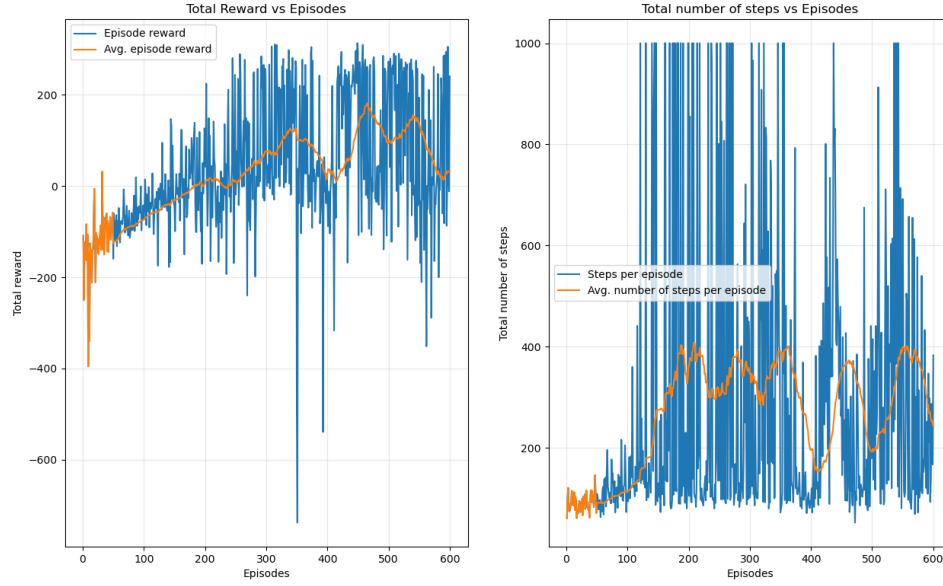 Total Reward vs Episodes
Episode reward
Avg. episode reward
200
0
−200
−400
−600
Total reward
0
100
200
300
400
500
600
Episodes
Total number of steps vs Episodes
Steps per episode
Avg. number of steps per episode
1000
800
600
400
200
Total number of steps
0
100
200
300
400
500
600
Episodes